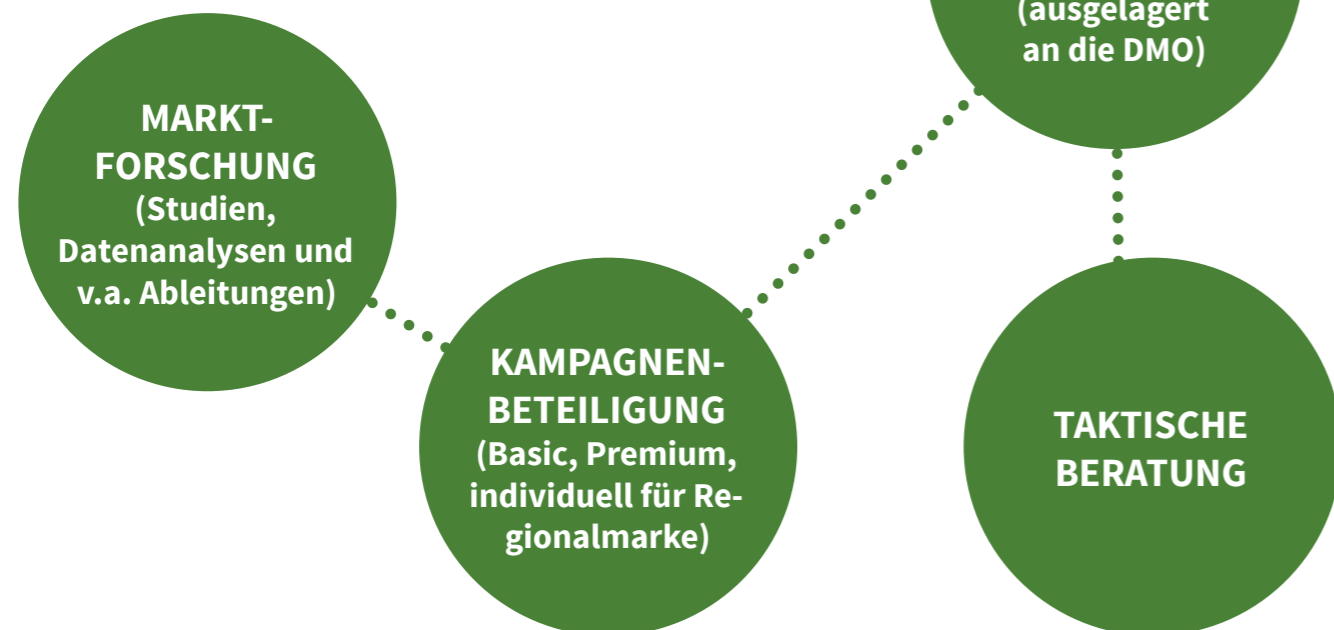 (ausgelagert
an die DMO)
MARKT-
FORSCHUNG
(Studien,
Datenanalysen und
v.a. Ableitungen)
KAMPAGNEN-
BETEILIGUNG
(Basic, Premium,
individuell für Re-
gionalmarke)
TAKTISCHE
BERATUNG